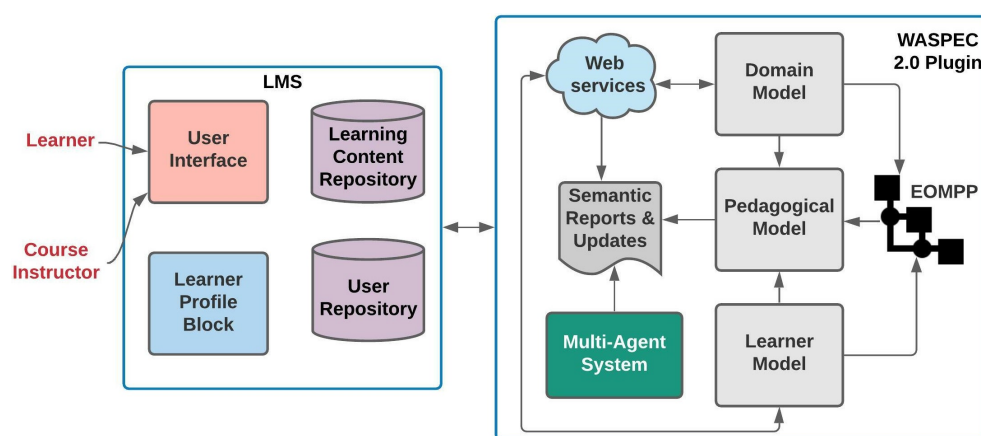 LMS
Learner
Course
Instructor
User
Interface
Learning
Content
Repository
Learner
Profile
Block
User
Repository
WASPEC
2.0 Plugin
Web
services
Domain
Model
Semantic
Reports &
Updates
Pedagogical
Model
EOMPP
Multi-Agent
System
Learner
Model